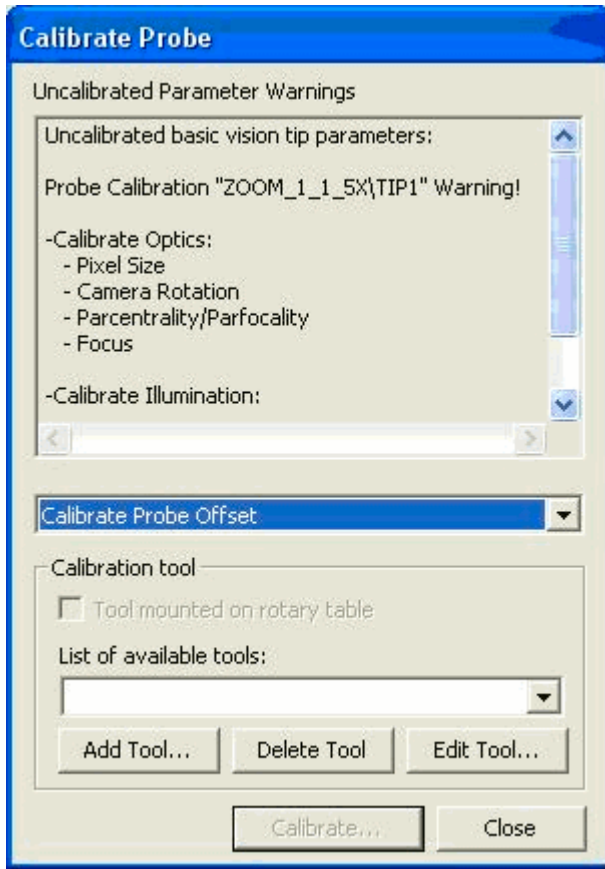 Calibrate Probe
Uncalibrated Parameter Warnings
Uncalibrated basic vision tip parameters:
Probe Calibration "ZOOM_1_1_5X\TIP1" Warning!
-Calibrate Optics:
- Pixel Size
- Camera Rotation
- Parcentrality/Parfocality
- Focus
-Calibrate Illumination:
Calibrate Probe Offset
Calibration tool
Tool mounted on rotary table
List of available tools:
Add Tool... Delete Tool Edit Tool...
Calibrate... Close